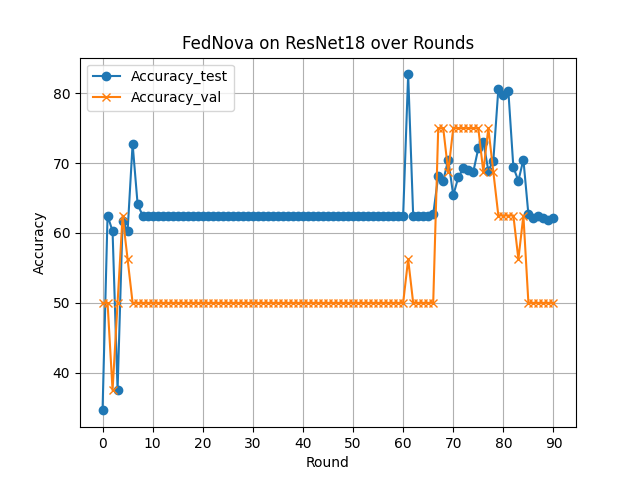 FedNova on ResNet18 over Rounds
Accuracy_test
Accuracy_val
80
70
60
50
40
Accuracy
0 10 20 30 40 50 60 70 80 90
Round